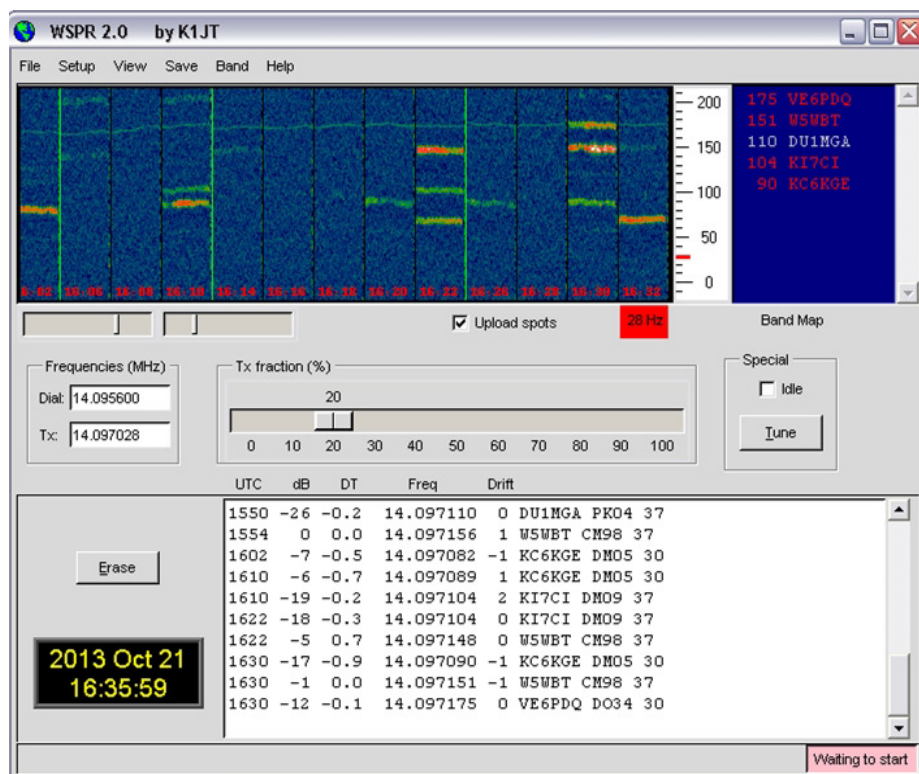 WSPR 2.0 by K1JT
File Setup View Save Band Help
200
150
100
50
0
175 VE6PDQ
151 W5WBT
110 DU1MGA
104 KI7CI
90 KC6KGE
16:06 16:08 16:10 16:14 16:16 16:18 16:20 16:22 16:26 16:28 16:30 16:32
Upload spots
28 Hz
Band Map
Frequencies (MHz)
Dial: 14.095600
Tx: 14.097028
Tx fraction (%)
20
0 10 20 30 40 50 60 70 80 90 100
Special
Idle
Tune
UTC dB DT Freq Drift
1550 -26 -0.2 14.097110 0 DU1MGA PK04 37
1554 0 0.0 14.097156 1 W5WBT CM98 37
1602 -7 -0.5 14.097082 -1 KC6KGE DM05 30
1610 -6 -0.7 14.097089 1 KC6KGE DM05 30
1610 -19 -0.2 14.097104 2 KI7CI DM09 37
1622 -18 -0.3 14.097104 0 KI7CI DM09 37
1622 -5 0.7 14.097148 0 W5WBT CM98 37
1630 -17 -0.9 14.097090 -1 KC6KGE DM05 30
1630 -1 0.0 14.097151 -1 W5WBT CM98 37
1630 -12 -0.1 14.097175 0 VE6PDQ DO34 30
Erase
2013 Oct 21
16:35:59
Waiting to start